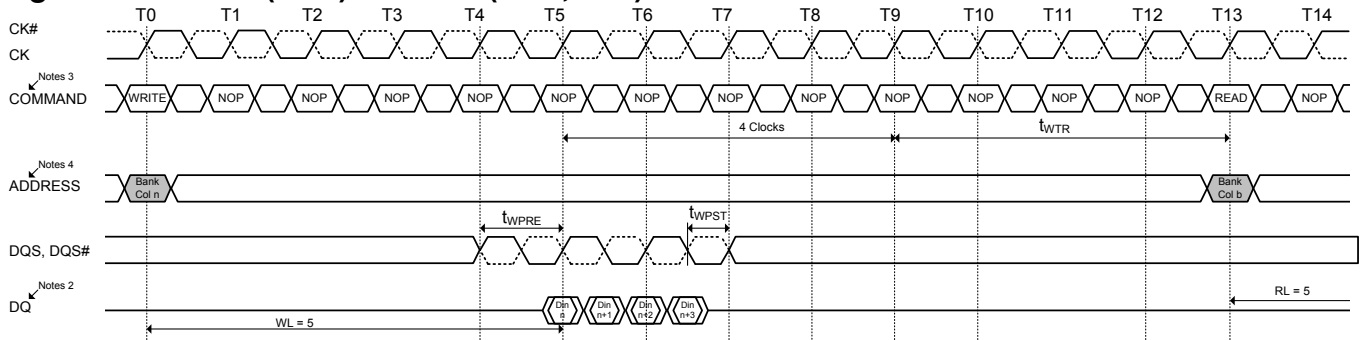 T0 T1 T2 T3 T4 T5 T6 T7 T8 T9 T10 T11 T12 T13 T14
CK#
CK
Notes 3
COMMAND WRITE NOP NOP NOP NOP NOP NOP NOP NOP NOP NOP NOP NOP READ NOP
4 Clocks tWTR
Notes 4
ADDRESS Bank Col n Bank Col b
tWPRE tWPST
DQS, DQS#
Notes 2
DQ Din n Din n+1 Din n+2 Din n+3
RL = 5
WL = 5